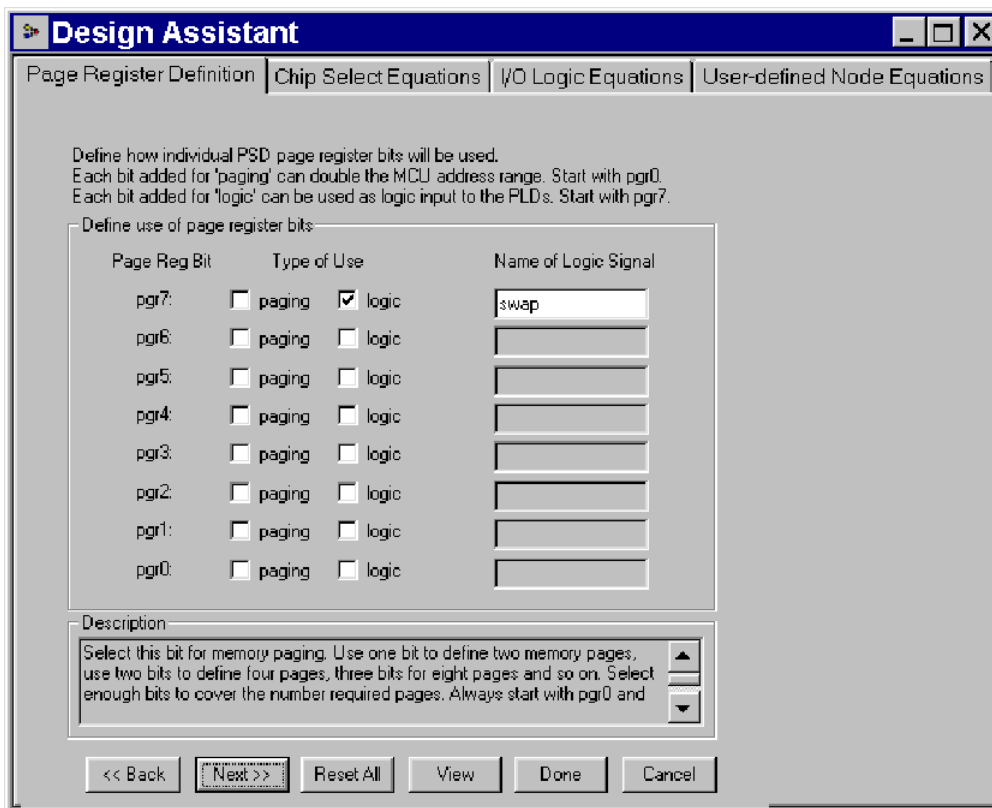 Design Assistant
Page Register Definition Chip Select Equations I/O Logic Equations User-defined Node Equations
Define how individual PSD page register bits will be used.
Each bit added for 'paging' can double the MCU address range. Start with pgr0.
Each bit added for 'logic' can be used as logic input to the PLDs. Start with pgr7.
Define use of page register bits
Page Reg Bit Type of Use Name of Logic Signal
pgr7: paging logic swap
pgr6: paging logic
pgr5: paging logic
pgr4: paging logic
pgr3: paging logic
pgr2: paging logic
pgr1: paging logic
pgr0: paging logic
Description
Select this bit for memory paging. Use one bit to define two memory pages,
use two bits to define four pages, three bits for eight pages and so on. Select
enough bits to cover the number required pages. Always start with pgr0 and
<< Back Next >> Reset All View Done Cancel